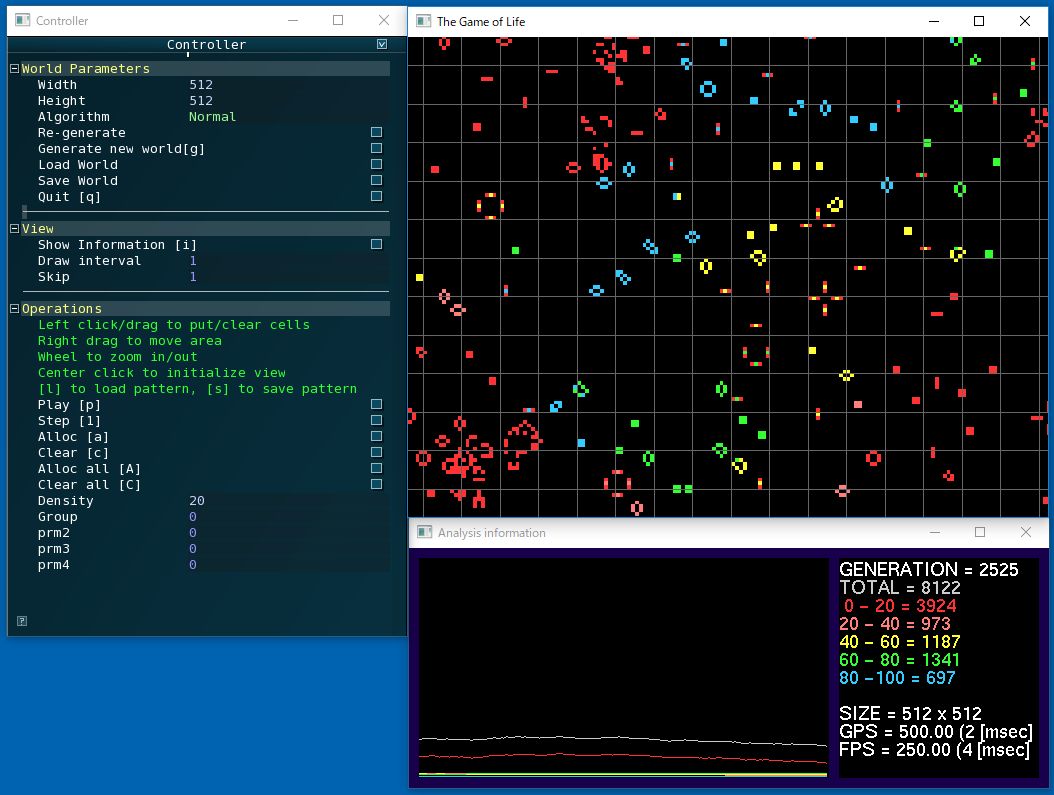 Controller
Controller
World Parameters
Width 512
Height 512
Algorithm Normal
Re-generate
Generate new world[g]
Load World
Save World
Quit [q]
View
Show Information [i]
Draw interval 1
Skip 1
Operations
Left click/drag to put/clear cells
Right drag to move area
Wheel to zoom in/out
Center click to initialize view
[l] to load pattern, [s] to save pattern
Play [p]
Step [1]
Alloc [a]
Clear [c]
Alloc all [A]
Clear all [C]
Density 20
Group 0
prm2 0
prm3 0
prm4 0
?
The Game of Life
Analysis information
GENERATION = 2525
TOTAL = 8122
0 - 20 = 3924
20 - 40 = 973
40 - 60 = 1187
60 - 80 = 1341
80 -100 = 697
SIZE = 512 x 512
GPS = 500.00 (2 [msec]
FPS = 250.00 (4 [msec]